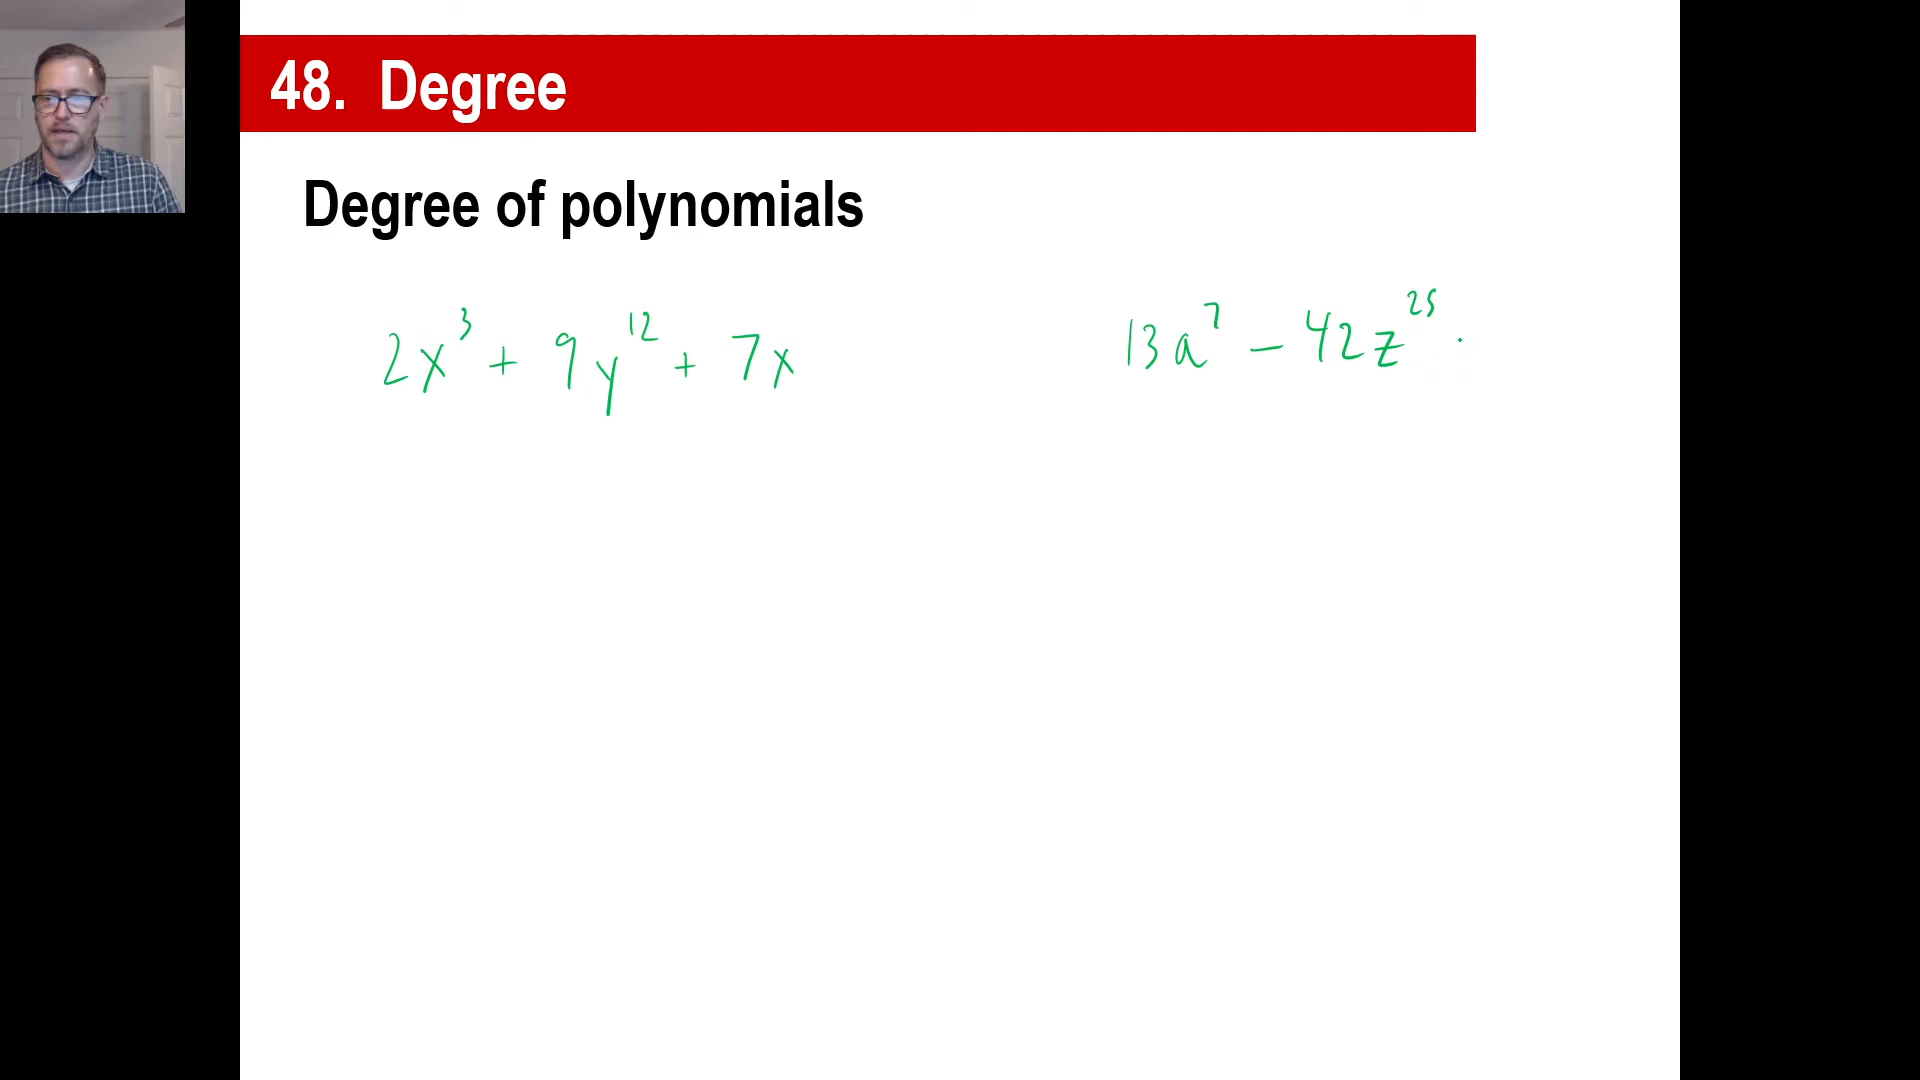 48. Degree
Degree of polynomials
2x³ + 9y¹² + 7x
13a⁷ - 42z²⁵ ·